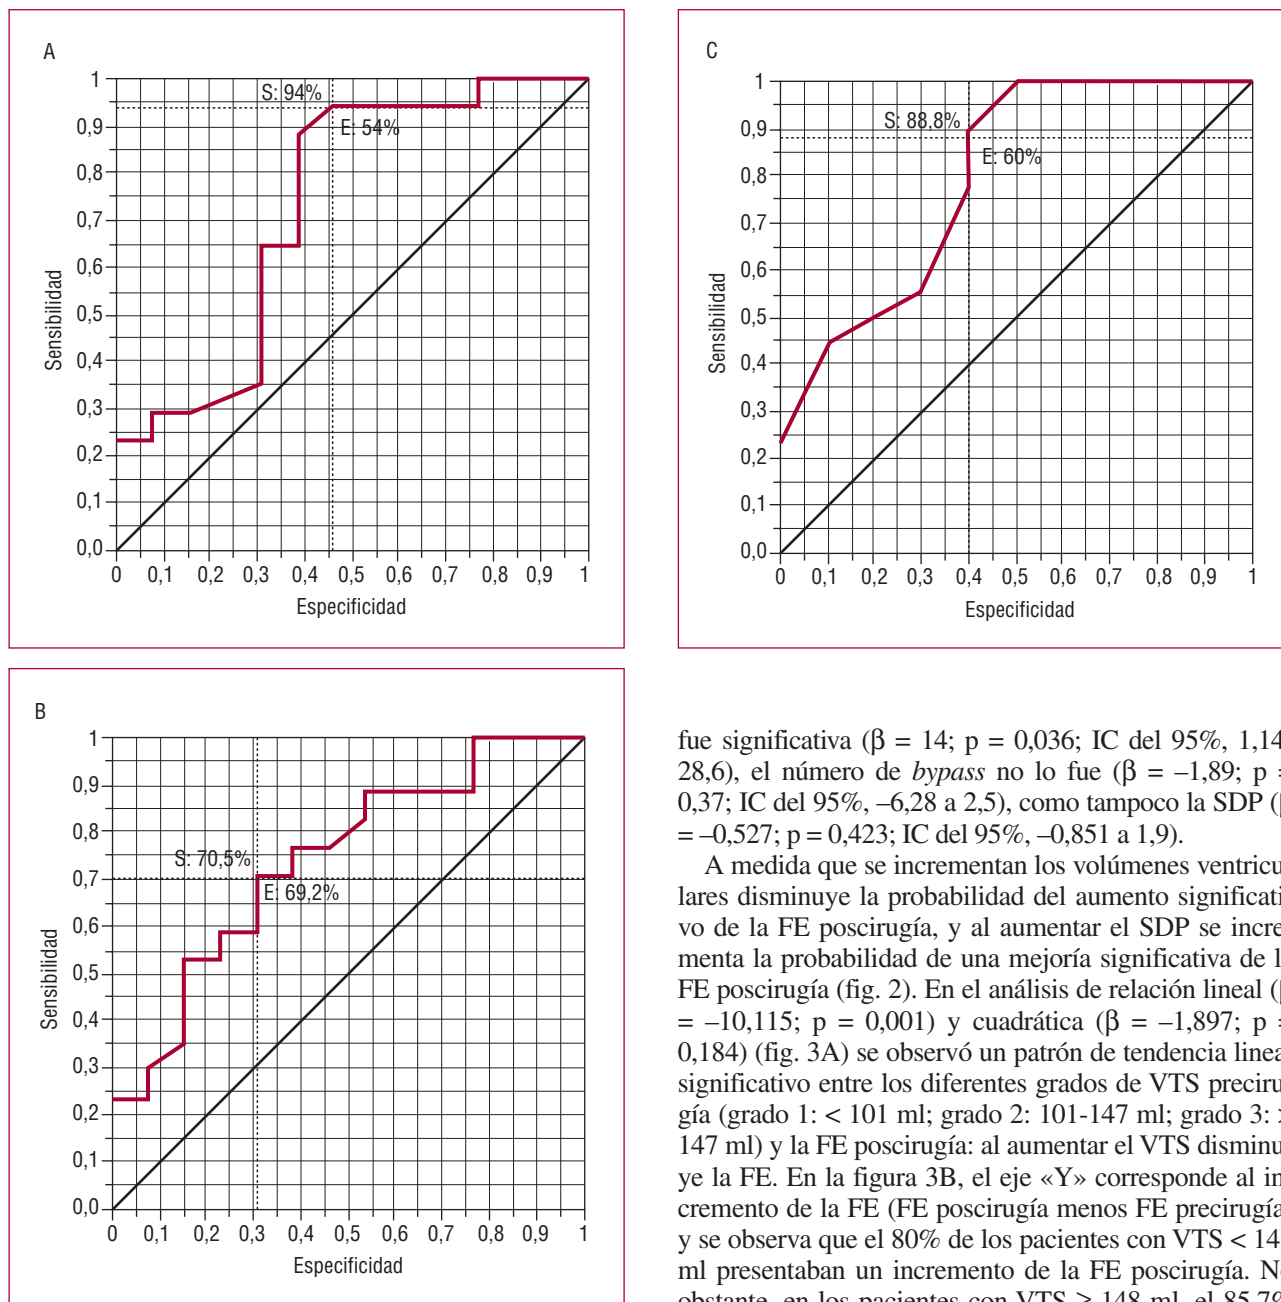 A
1
0,9
0,8
0,7
0,6
0,5
0,4
0,3
0,2
0,1
0,0
Sensibilidad
S: 94%
E: 54%
0 0,1 0,2 0,3 0,4 0,5 0,6 0,7 0,8 0,9 1
Especificidad
B
1
0,9
0,8
0,7
0,6
0,5
0,4
0,3
0,2
0,1
0,0
Sensibilidad
S: 70,5%
E: 69,2%
0 0,1 0,2 0,3 0,4 0,5 0,6 0,7 0,8 0,9 1
Especificidad
C
1
0,9
0,8
0,7
0,6
0,5
0,4
0,3
0,2
0,1
0,0
Sensibilidad
S: 88,8%
E: 60%
0 0,1 0,2 0,3 0,4 0,5 0,6 0,7 0,8 0,9 1
Especificidad
fue significativa (β = 14; p = 0,036; IC del 95%, 1,14
28,6), el número de bypass no lo fue (β = –1,89; p =
0,37; IC del 95%, –6,28 a 2,5), como tampoco la SDP (β
= –0,527; p = 0,423; IC del 95%, –0,851 a 1,9).
A medida que se incrementan los volúmenes ventricu
lares disminuye la probabilidad del aumento significati
vo de la FE poscirugía, y al aumentar el SDP se incre
menta la probabilidad de una mejoría significativa de l
FE poscirugía (fig. 2). En el análisis de relación lineal (β
= –10,115; p = 0,001) y cuadrática (β = –1,897; p =
0,184) (fig. 3A) se observó un patrón de tendencia linea
significativo entre los diferentes grados de VTS preciru
gía (grado 1: < 101 ml; grado 2: 101-147 ml; grado 3:
147 ml) y la FE poscirugía: al aumentar el VTS disminu
ye la FE. En la figura 3B, el eje «Y» corresponde al in
cremento de la FE (FE poscirugía menos FE precirugía
y se observa que el 80% de los pacientes con VTS < 14
ml presentaban un incremento de la FE poscirugía. N
obstante, en los pacientes con VTS ≥ 148 ml, el 85,7%